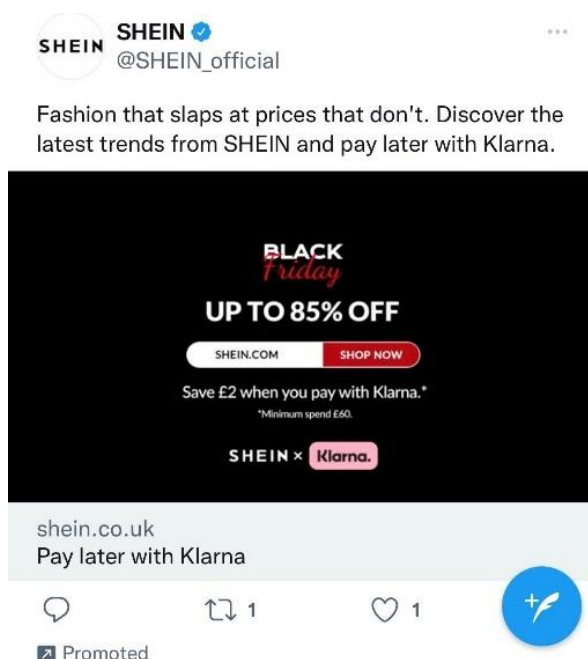 SHEIN
SHEIN
@SHEIN_official
Fashion that slaps at prices that don't. Discover the
latest trends from SHEIN and pay later with Klarna.
BLACK
Friday
UP TO 85% OFF
SHEIN.COM SHOP NOW
Save £2 when you pay with Klarna.*
*Minimum spend £60.
SHEIN × Klarna.
shein.co.uk
Pay later with Klarna
1 1
Promoted